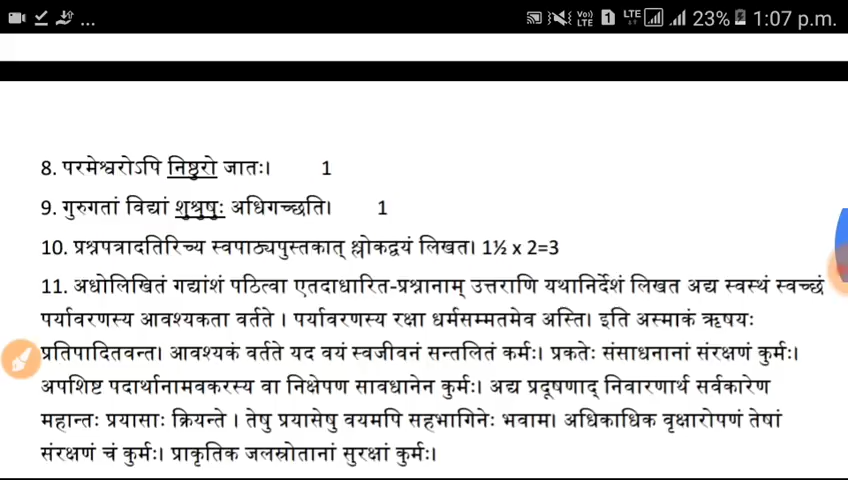 ... Vo) LTE 1 LTE 23% 1:07 p.m.
8. परमेश्वरोऽपि निष्ठुरो जातः। 1
9. गुरुगतां विद्यां शुश्रुषुः अधिगच्छति। 1
10. प्रश्नपत्रादतिरिच्य स्वपाठ्यपुस्तकात् श्लोकद्वयं लिखत। 1½ x 2=3
11. अधोलिखितं गद्यांशं पठित्वा एतदाधारित-प्रश्नानाम् उत्तराणि यथानिर्देशं लिखत अद्य स्वस्थं स्वच्छं
पर्यावरणस्य आवश्यकता वर्तते । पर्यावरणस्य रक्षा धर्मसम्मतमेव अस्ति। इति अस्माकं ऋषयः
प्रतिपादितवन्त। आवश्यकं वर्तते यद वयं स्वजीवनं सन्तलितं कर्मः। प्रकतेः संसाधनानां संरक्षणं कुर्मः।
अपशिष्ट पदार्थानामवकरस्य वा निक्षेपण सावधानेन कुर्मः। अद्य प्रदूषणाद् निवारणार्थ सर्वकारेण
महान्तः प्रयासाः क्रियन्ते । तेषु प्रयासेषु वयमपि सहभागिनेः भवाम। अधिकाधिक वृक्षारोपणं तेषां
संरक्षणं चं कुर्मः। प्राकृतिक जलस्रोतानां सुरक्षां कुर्मः।